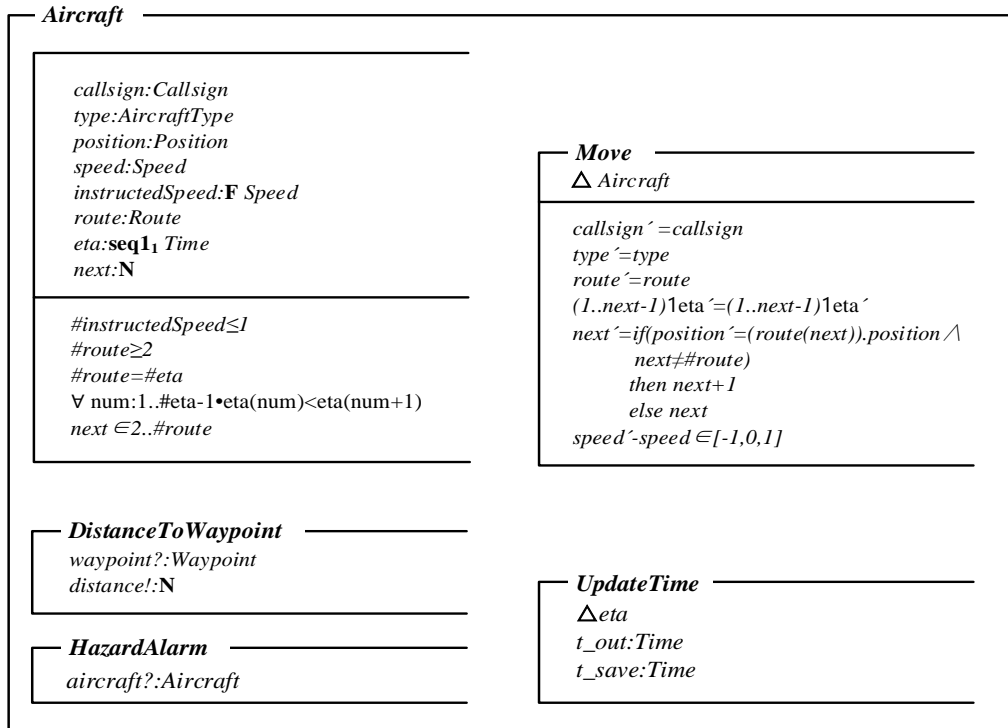 Aircraft
callsign:Callsign
type:AircraftType
position:Position
speed:Speed
instructedSpeed:F Speed
route:Route
eta:seq1₁ Time
next:N
#instructedSpeed≤1
#route≥2
#route=#eta
∀ num:1..#eta-1•eta(num)<eta(num+1)
next ∈2..#route
DistanceToWaypoint
waypoint?:Waypoint
distance!:N
HazardAlarm
aircraft?:Aircraft
Move
△ Aircraft
callsign´ =callsign
type´=type
route´=route
(1..next-1)1eta´=(1..next-1)1eta´
next´=if(position´=(route(next)).position ∧
next≠#route)
then next+1
else next
speed´-speed ∈[-1,0,1]
UpdateTime
△eta
t_out:Time
t_save:Time